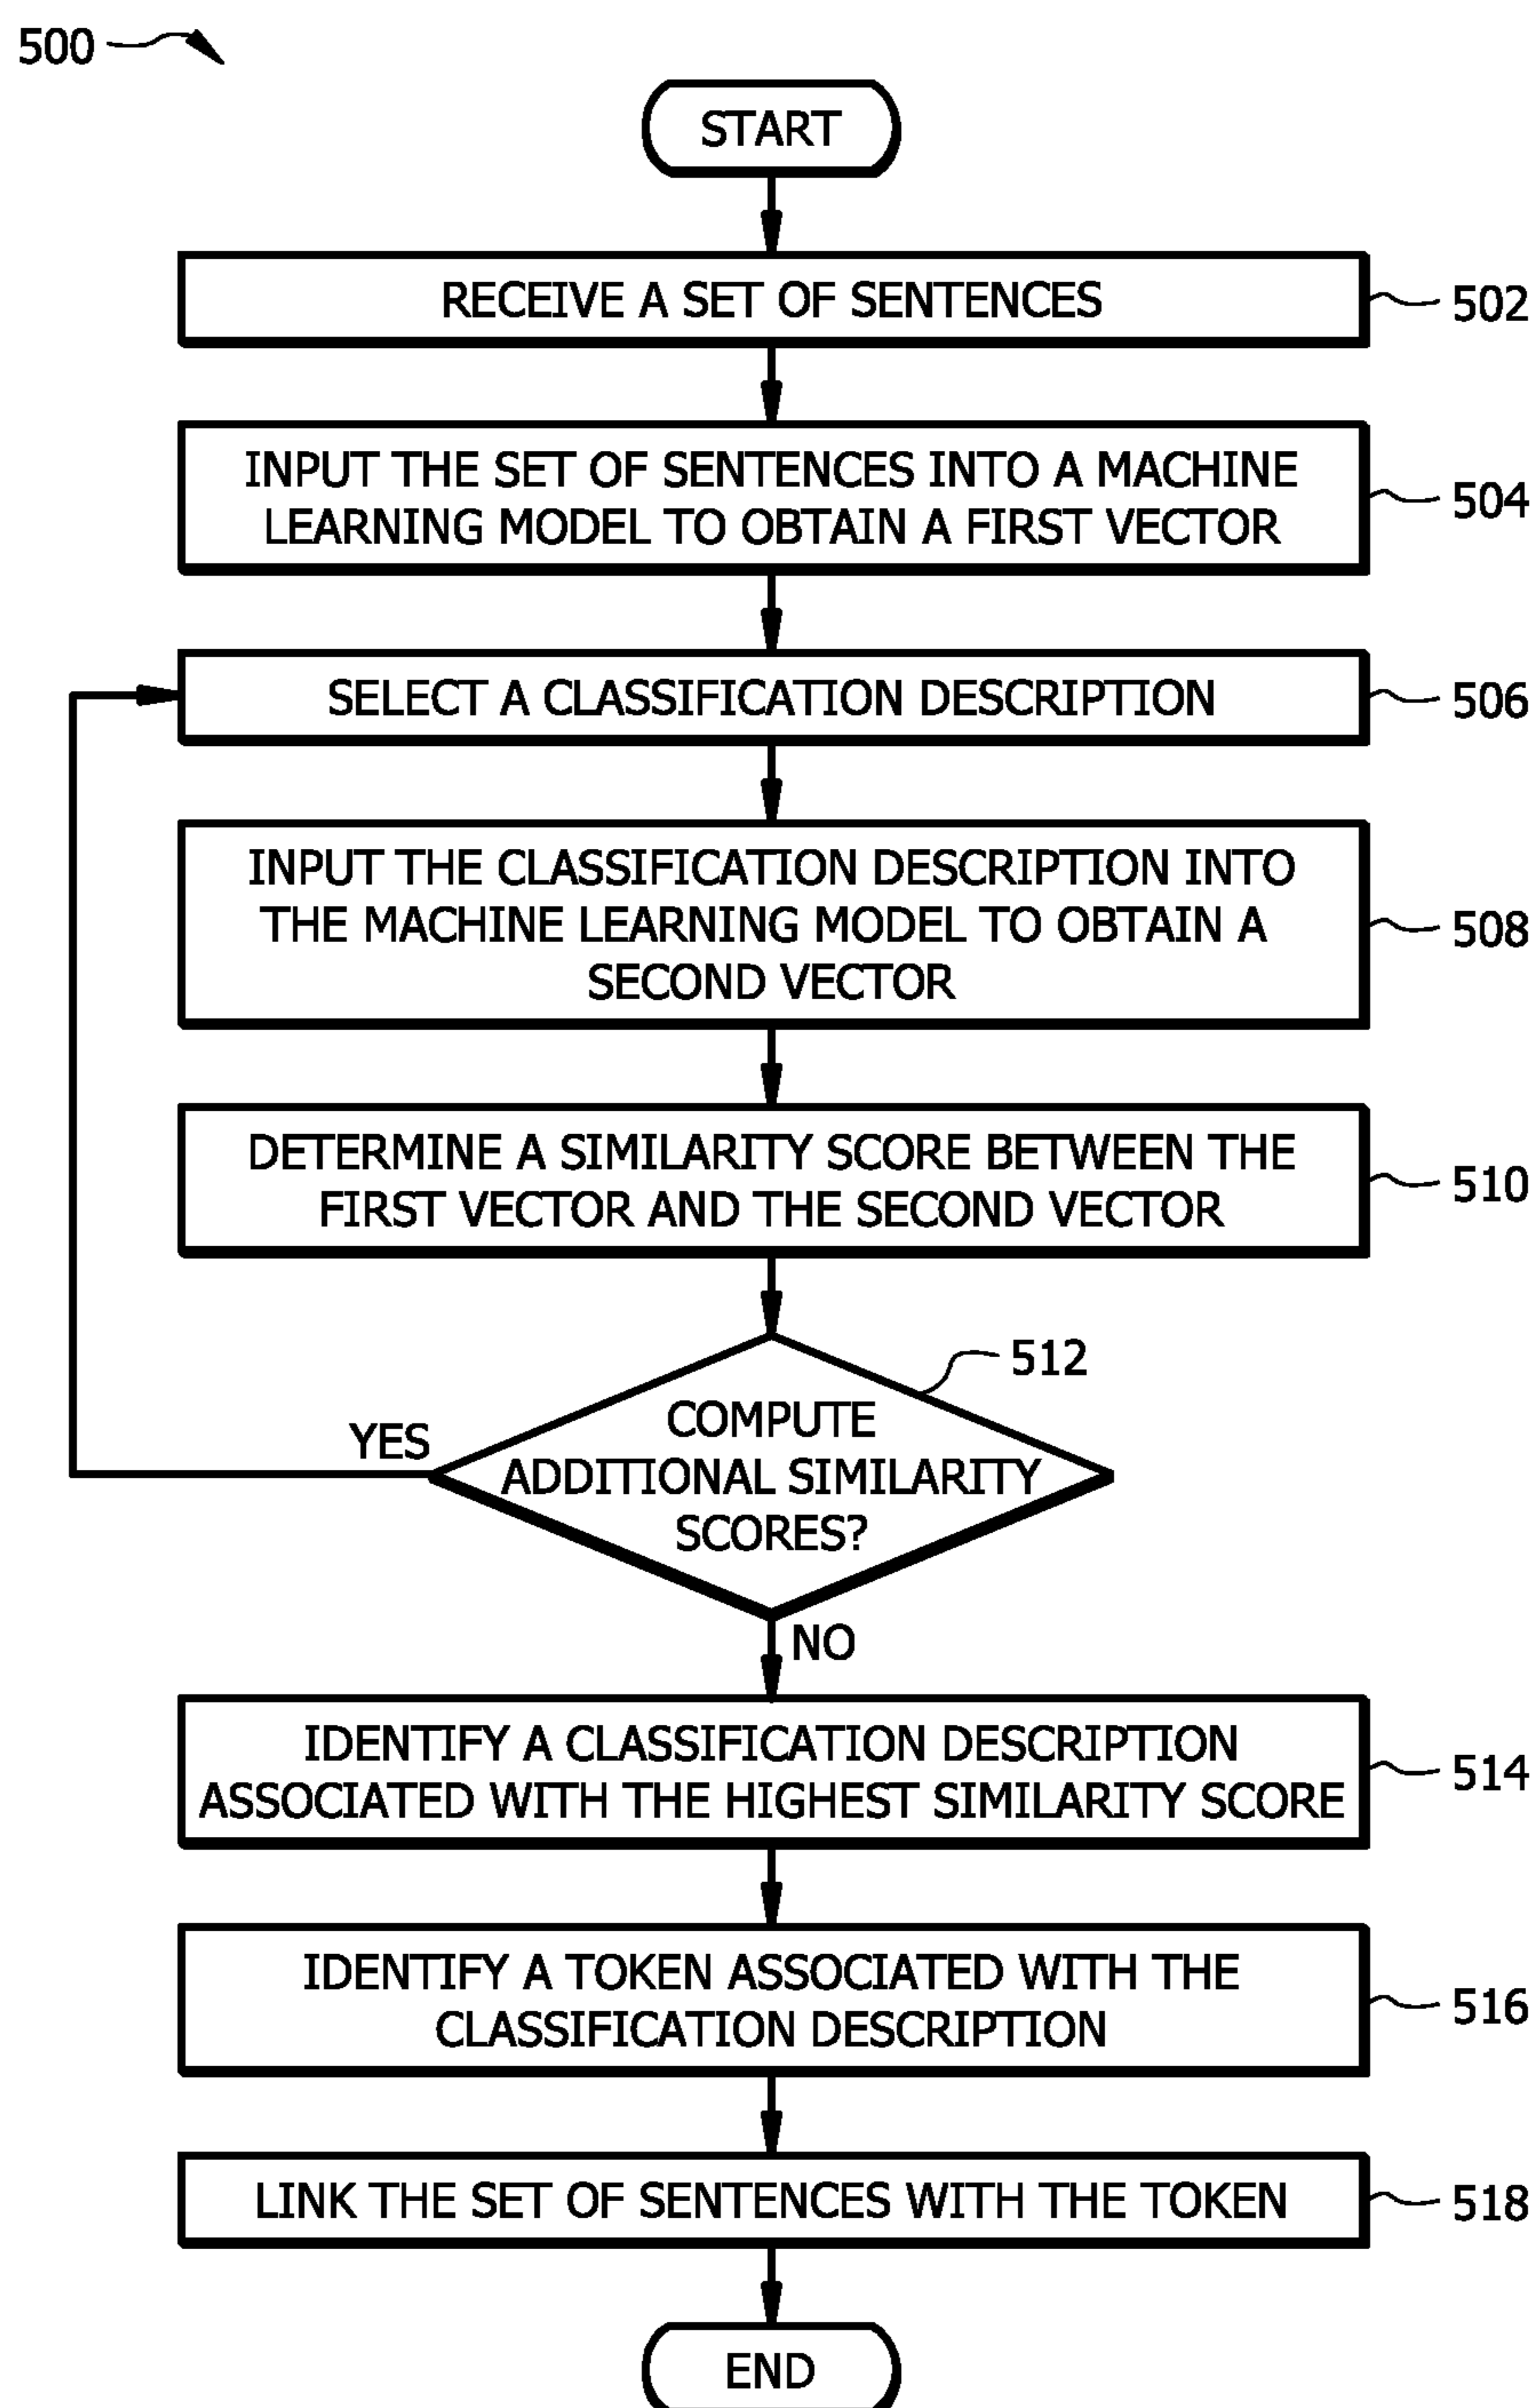 500
START
RECEIVE A SET OF SENTENCES
502
INPUT THE SET OF SENTENCES INTO A MACHINE
LEARNING MODEL TO OBTAIN A FIRST VECTOR
504
SELECT A CLASSIFICATION DESCRIPTION
506
INPUT THE CLASSIFICATION DESCRIPTION INTO
THE MACHINE LEARNING MODEL TO OBTAIN A
SECOND VECTOR
508
DETERMINE A SIMILARITY SCORE BETWEEN THE
FIRST VECTOR AND THE SECOND VECTOR
510
512
COMPUTE
ADDITIONAL SIMILARITY
SCORES?
YES
NO
IDENTIFY A CLASSIFICATION DESCRIPTION
ASSOCIATED WITH THE HIGHEST SIMILARITY SCORE
514
IDENTIFY A TOKEN ASSOCIATED WITH THE
CLASSIFICATION DESCRIPTION
516
LINK THE SET OF SENTENCES WITH THE TOKEN
518
END